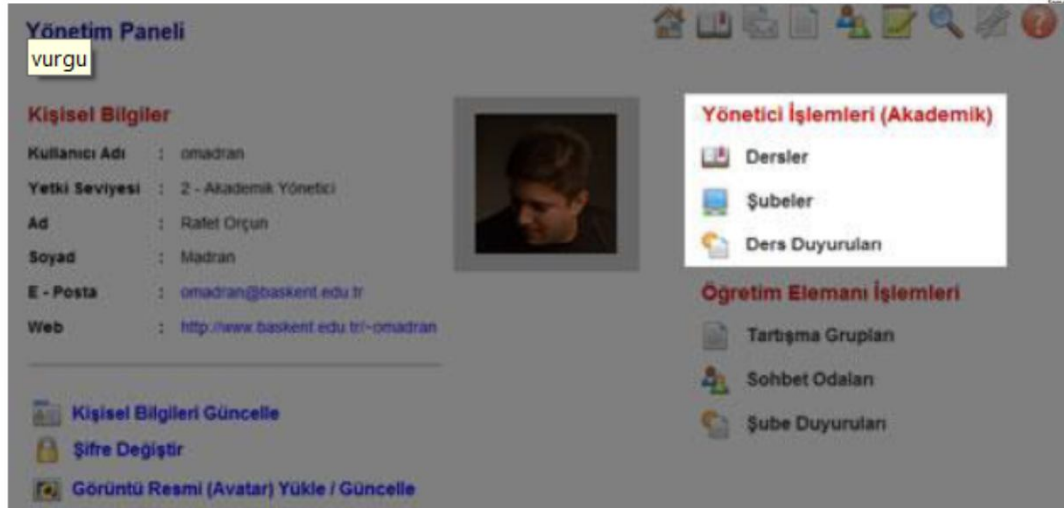 Yönetim Paneli
vurgu
Kişisel Bilgiler
Kullanıcı Adı : omadran
Yetki Seviyesi : 2 - Akademik Yönetici
Ad : Rafet Orçun
Soyad : Madran
E - Posta : omadran@baskent.edu.tr
Web : http://www.baskent.edu.tr/~omadran
Kişisel Bilgileri Güncelle
Şifre Değiştir
Görüntü Resmi (Avatar) Yükle / Güncelle
Yönetici İşlemleri (Akademik)
Dersler
Şubeler
Ders Duyuruları
Öğretim Elemanı İşlemleri
Tartışma Grupları
Sohbet Odaları
Şube Duyuruları